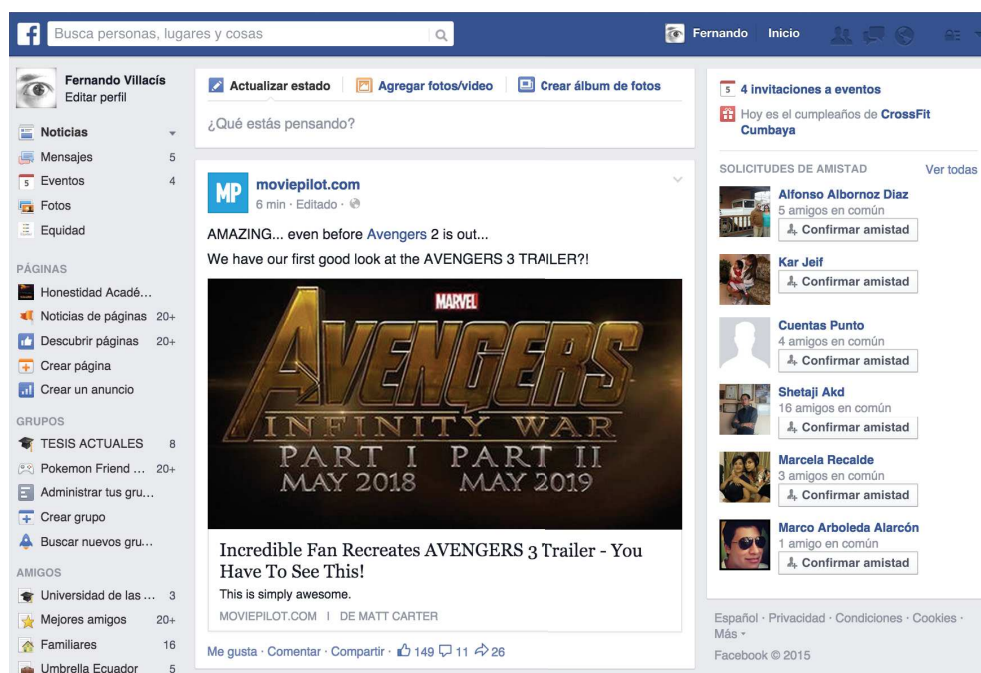 f
Busca personas, lugares y cosas
Fernando
Inicio
Fernando Villacís
Editar perfil
Noticias
Mensajes 5
5 Eventos 4
Fotos
Equidad
PÁGINAS
Honestidad Acadé...
Noticias de páginas 20+
Descubrir páginas 20+
Crear página
Crear un anuncio
GRUPOS
TESIS ACTUALES 8
Pokemon Friend ... 20+
Administrar tus gru...
Crear grupo
Buscar nuevos gru...
AMIGOS
Universidad de las ... 3
Mejores amigos 20+
Familiares 16
Umbrella Ecuador 5
Actualizar estado
Agregar fotos/video
Crear álbum de fotos
¿Qué estás pensando?
MP
moviepilot.com
6 min · Editado ·
AMAZING... even before Avengers 2 is out...
We have our first good look at the AVENGERS 3 TRAILER?!
MARVEL
AVENGERS
INFINITY WAR
PART I PART II
MAY 2018 MAY 2019
Incredible Fan Recreates AVENGERS 3 Trailer - You
Have To See This!
This is simply awesome.
MOVIEPILOT.COM | DE MATT CARTER
Me gusta · Comentar · Compartir · 149 11 26
5 4 invitaciones a eventos
Hoy es el cumpleaños de CrossFit
Cumbaya
SOLICITUDES DE AMISTAD Ver todas
Alfonso Albornoz Diaz
5 amigos en común
Confirmar amistad
Kar Jeif
Confirmar amistad
Cuentas Punto
4 amigos en común
Confirmar amistad
Shetaji Akd
16 amigos en común
Confirmar amistad
Marcela Recalde
3 amigos en común
Confirmar amistad
Marco Arboleda Alarcón
1 amigo en común
Confirmar amistad
Español · Privacidad · Condiciones · Cookies ·
Más
Facebook © 2015